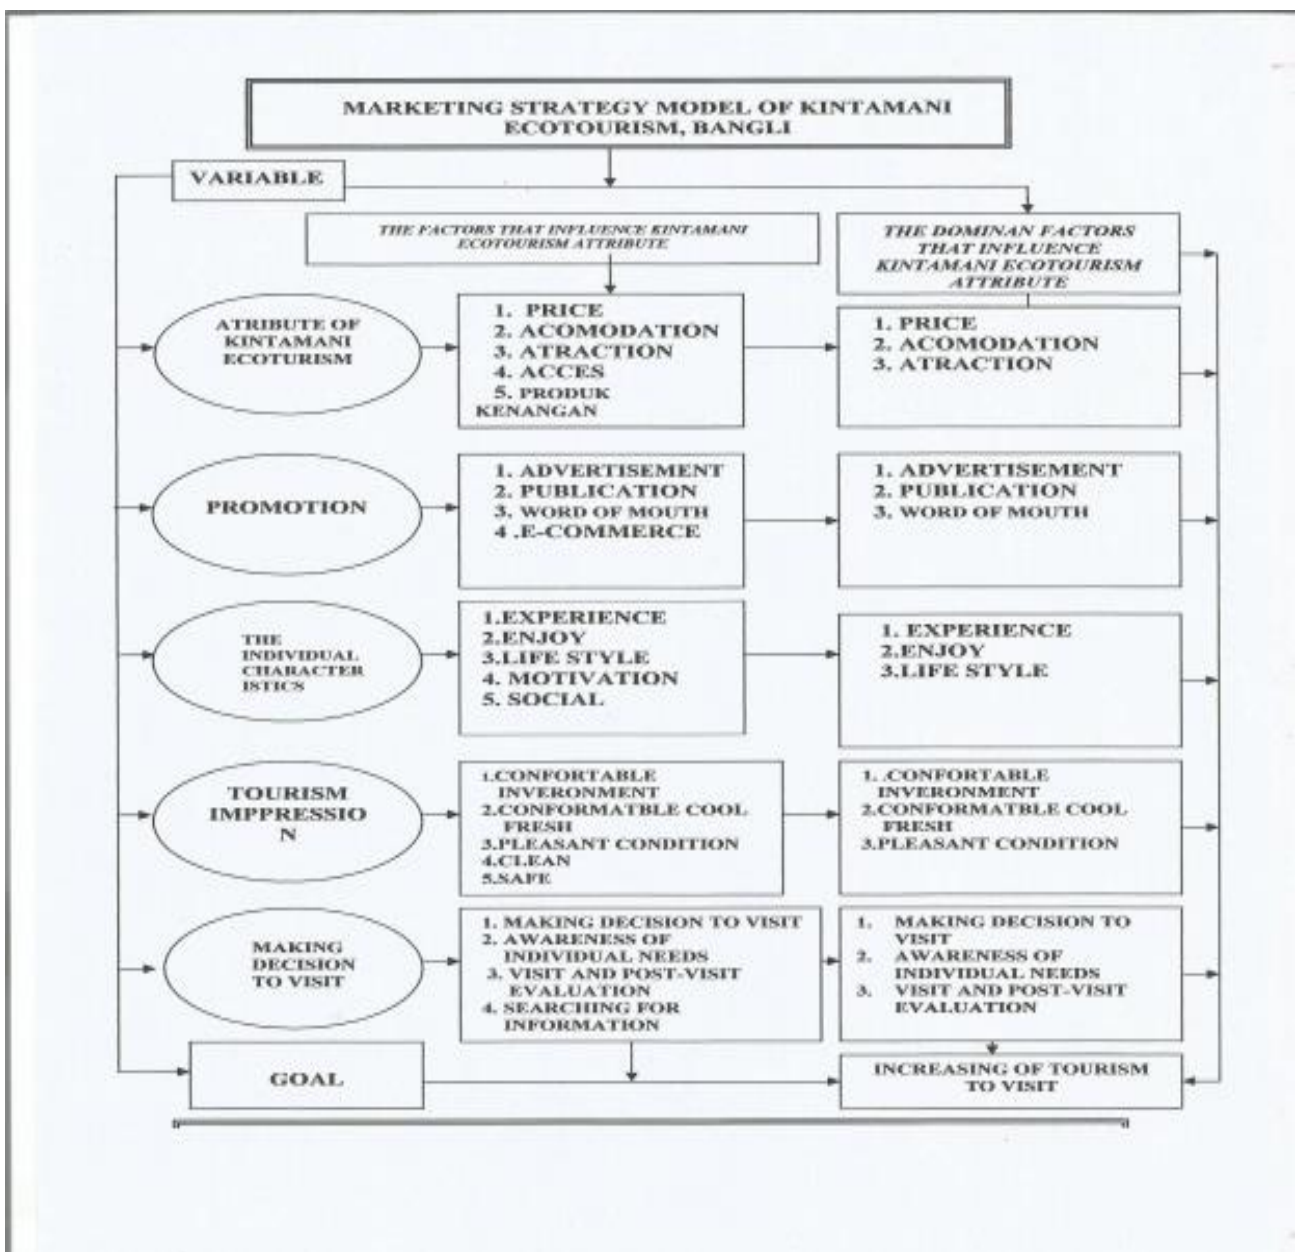 MARKETING STRATEGY MODEL OF KINTAMANI
ECOTOURISM, BANGLI
VARIABLE
THE FACTORS THAT INFLUENCE KINTAMANI
ECOTOURISM ATTRIBUTE
THE DOMINAN FACTORS
THAT INFLUENCE
KINTAMANI ECOTOURISM
ATTRIBUTE
ATRIBUTE OF
KINTAMANI
ECOTURISM
1. PRICE
2. ACOMODATION
3. ATRACTION
4. ACCES
5. PRODUK
KENANGAN
1. PRICE
2. ACOMODATION
3. ATRACTION
PROMOTION
1. ADVERTISEMENT
2. PUBLICATION
3. WORD OF MOUTH
4 .E-COMMERCE
1. ADVERTISEMENT
2. PUBLICATION
3. WORD OF MOUTH
THE
INDIVIDUAL
CHARACTER
ISTICS
1.EXPERIENCE
2.ENJOY
3.LIFE STYLE
4. MOTIVATION
5. SOCIAL
1. EXPERIENCE
2.ENJOY
3.LIFE STYLE
TOURISM
IMPPRESSIO
N
1.CONFORTABLE
INVERONMENT
2.CONFORMATBLE COOL
FRESH
3.PLEASANT CONDITION
4.CLEAN
5.SAFE
1. .CONFORTABLE
INVERONMENT
2.CONFORMATBLE COOL
FRESH
3.PLEASANT CONDITION
MAKING
DECISION
TO VISIT
1. MAKING DECISION TO VISIT
2. AWARENESS OF
INDIVIDUAL NEEDS
3. VISIT AND POST-VISIT
EVALUATION
4. SEARCHING FOR
INFORMATION
1. MAKING DECISION TO
VISIT
2. AWARENESS OF
INDIVIDUAL NEEDS
3. VISIT AND POST-VISIT
EVALUATION
GOAL
INCREASING OF TOURISM
TO VISIT